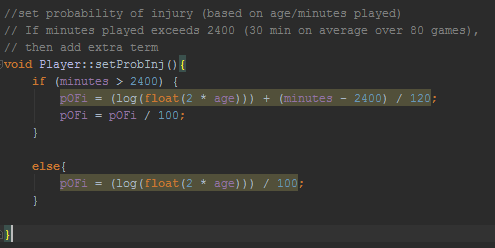 //set probability of injury (based on age/minutes played)
// If minutes played exceeds 2400 (30 min on average over 80 games),
// then add extra term
void Player::setProbInj(){
    if (minutes > 2400) {
        pOFi = (log(float(2 * age))) + (minutes - 2400) / 120;
        pOFi = pOFi / 100;
    }
    else{
        pOFi = (log(float(2 * age))) / 100;
    }
}